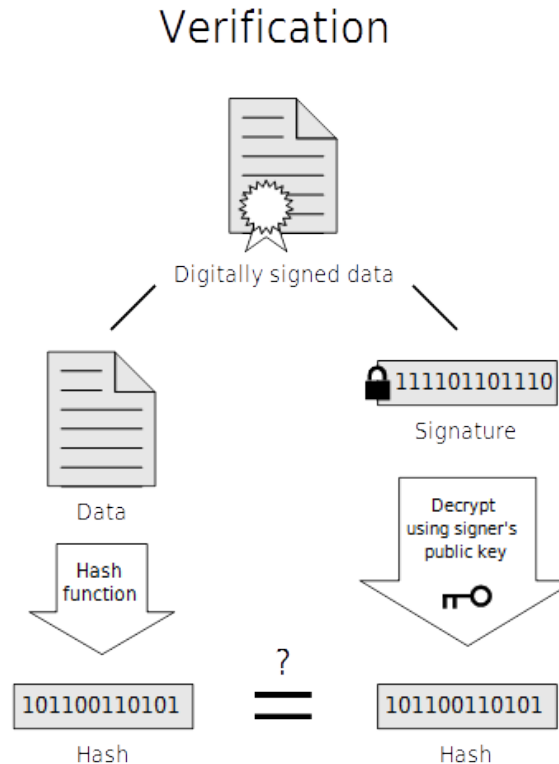 Verification
Digitally signed data
111101101110
Signature
Data
Decrypt
using signer's
public key
Hash
function
?
=
101100110101
101100110101
Hash
Hash